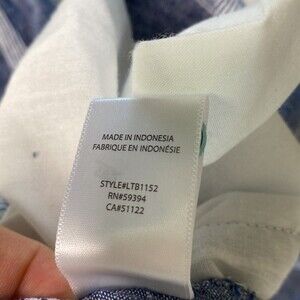 MADE IN INDONESIA
FABRIQUE EN INDONÉSIE
STYLE#LTB1152
RN#59394
CA#51122